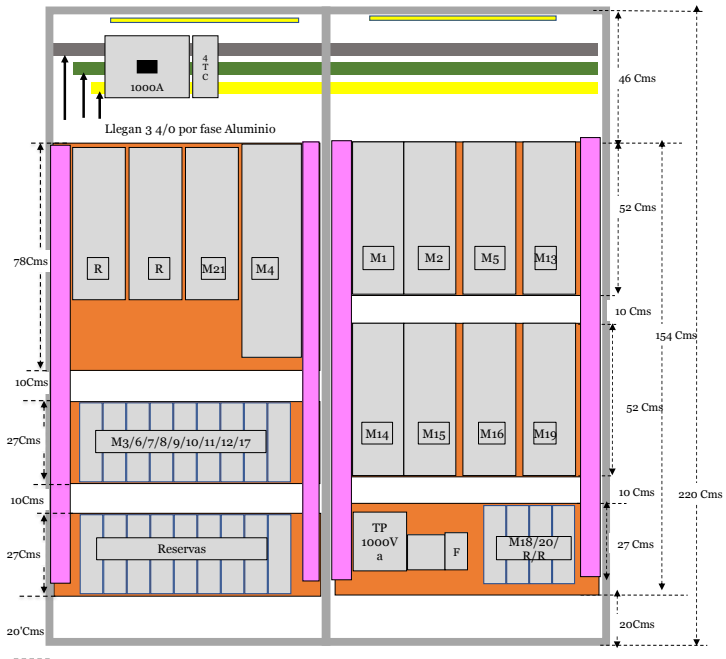 4
T
C
1000A
46 Cms
Llegan 3 4/0 por fase Aluminio
78Cms
R
R
M21
M4
M1
M2
M5
M13
52 Cms
10 Cms
154 Cms
10Cms
M14
M15
M16
M19
52 Cms
27Cms
M3/6/7/8/9/10/11/12/17
10Cms
10 Cms
220 Cms
27Cms
Reservas
TP
1000V
a
F
M18/20/
R/R
27 Cms
20'Cms
20Cms